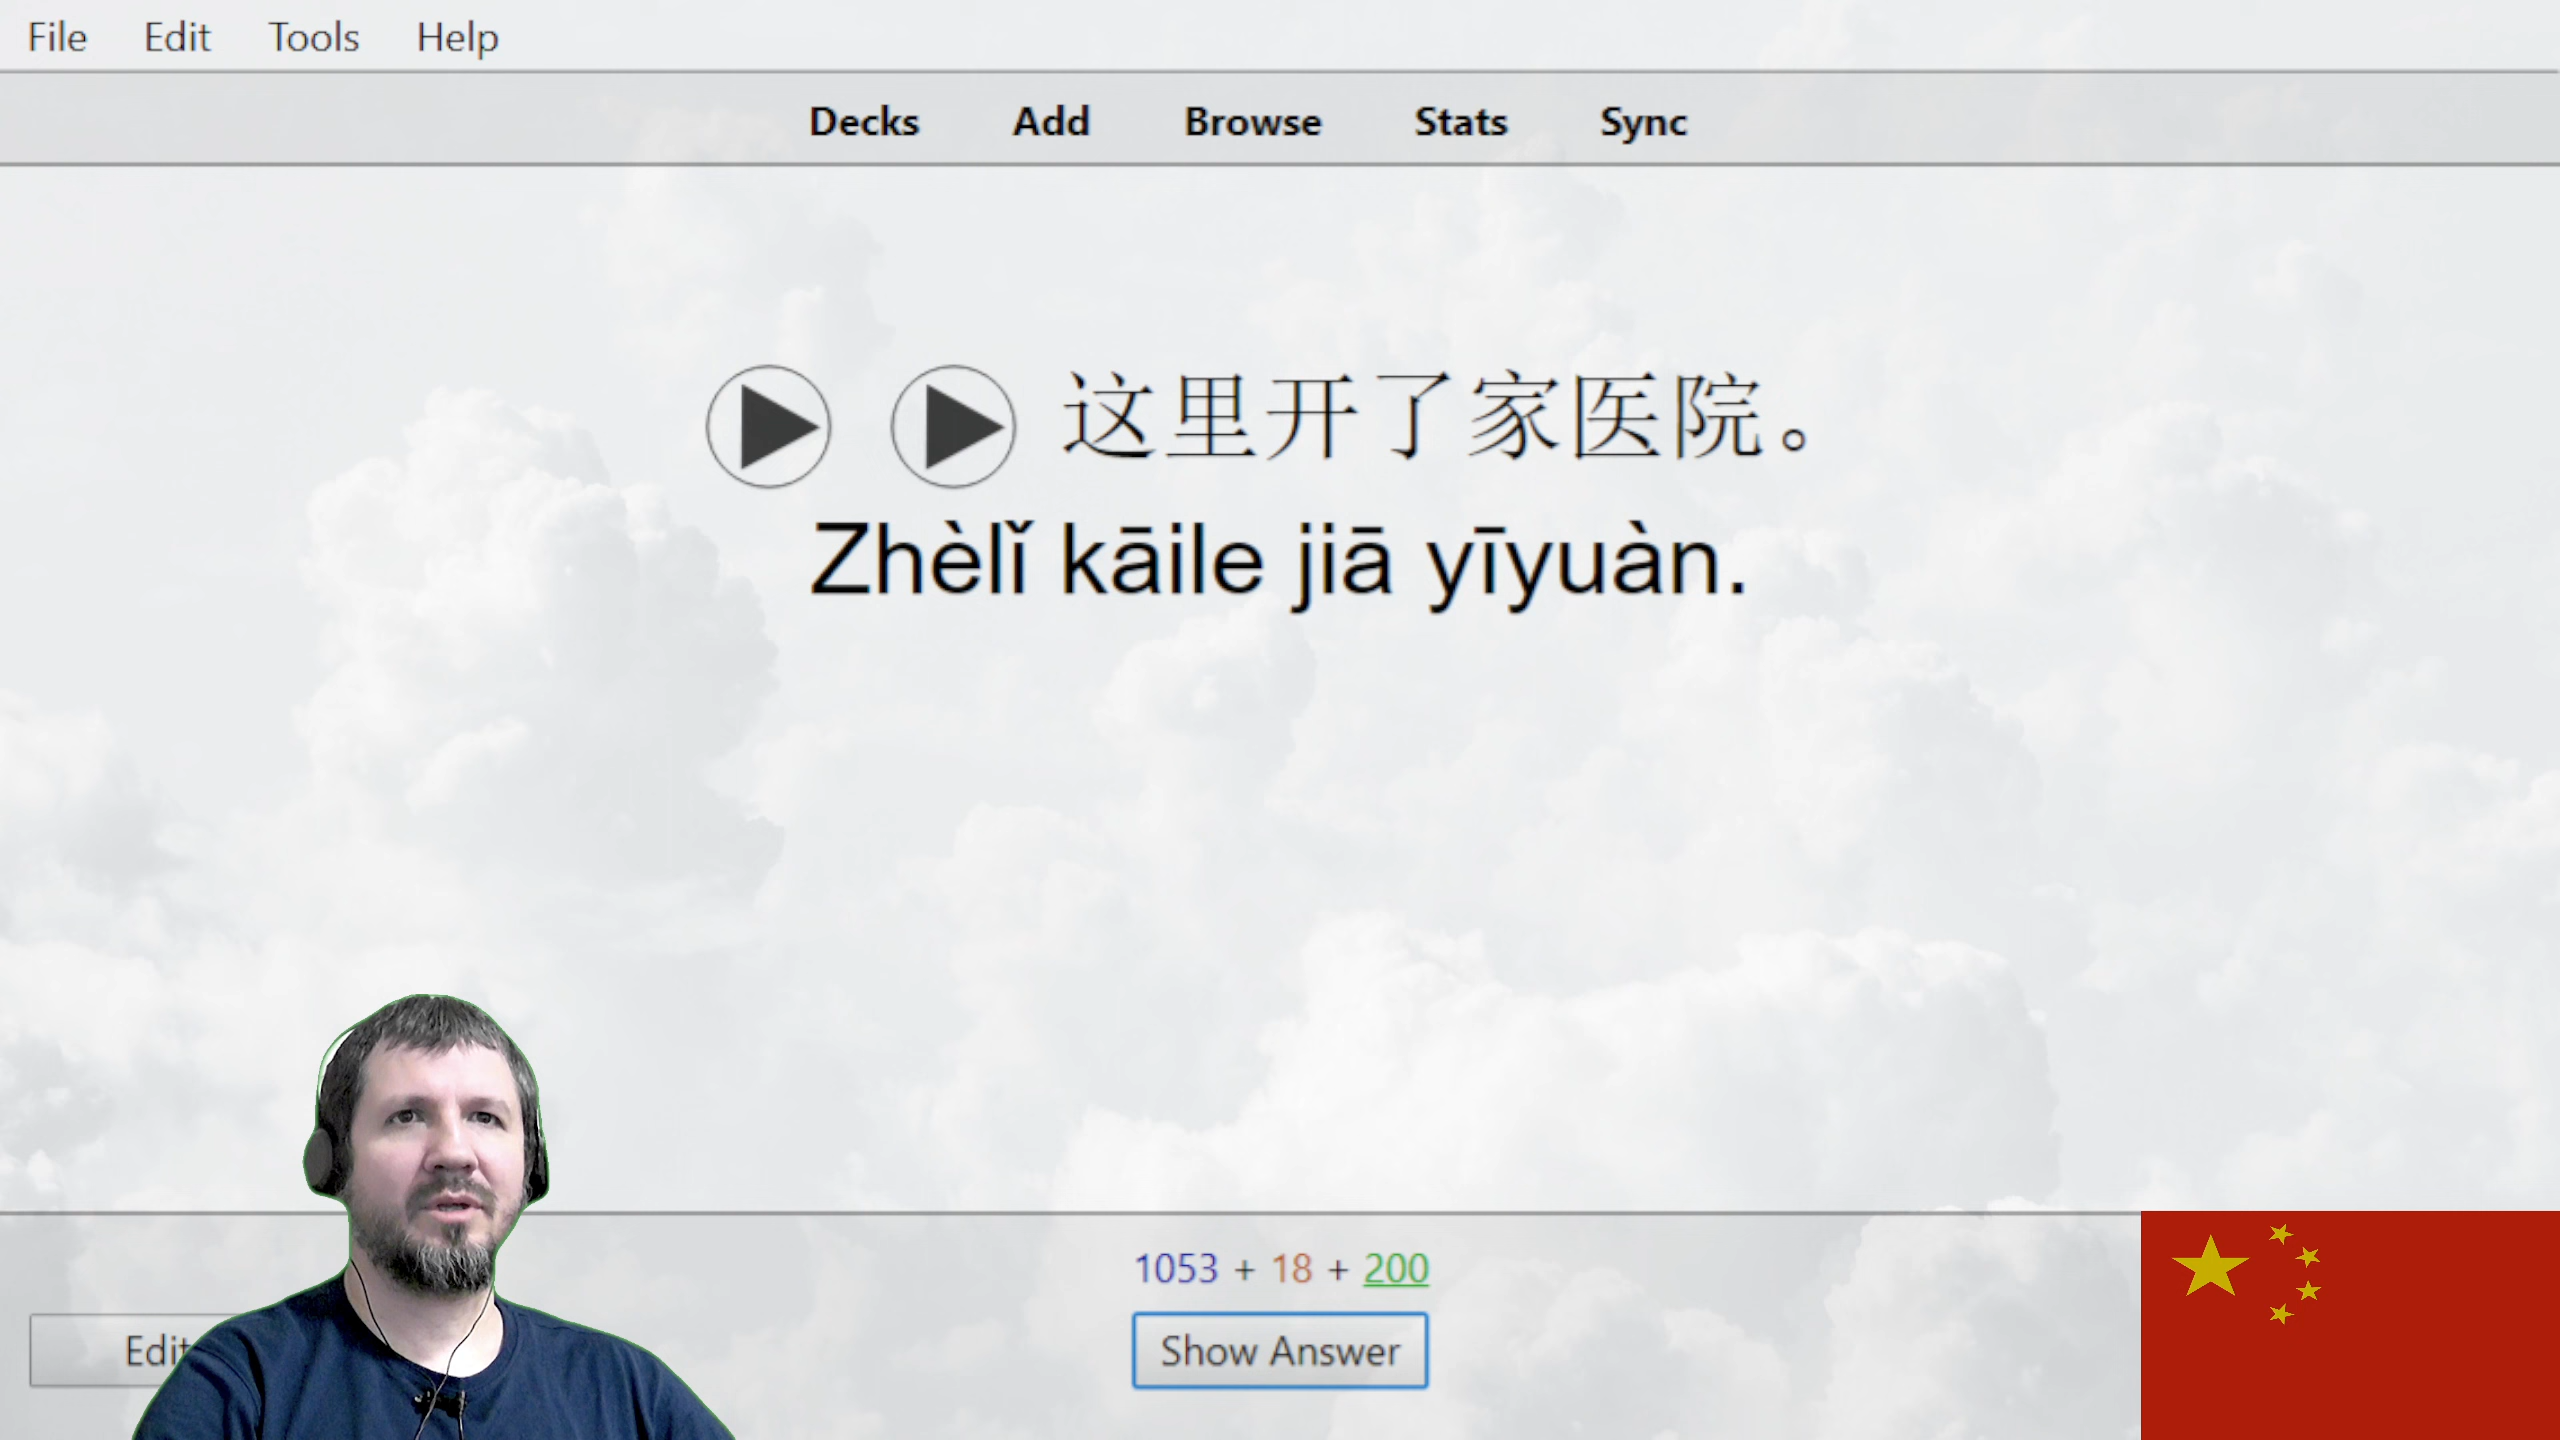 File Edit Tools Help
Decks Add Browse Stats Sync
这里开了家医院。
Zhèlǐ kāile jiā yīyuàn.
1053 + 18 + 200
Edit
Show Answer